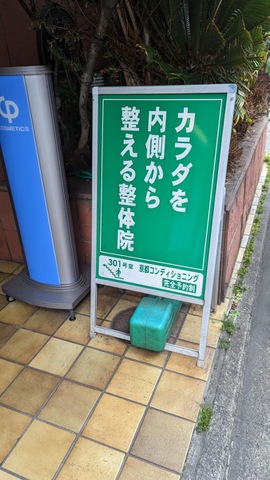 カラダを
内側から
整える整体院
301号室
京都コンディショニング
完全予約制
COSMETICS